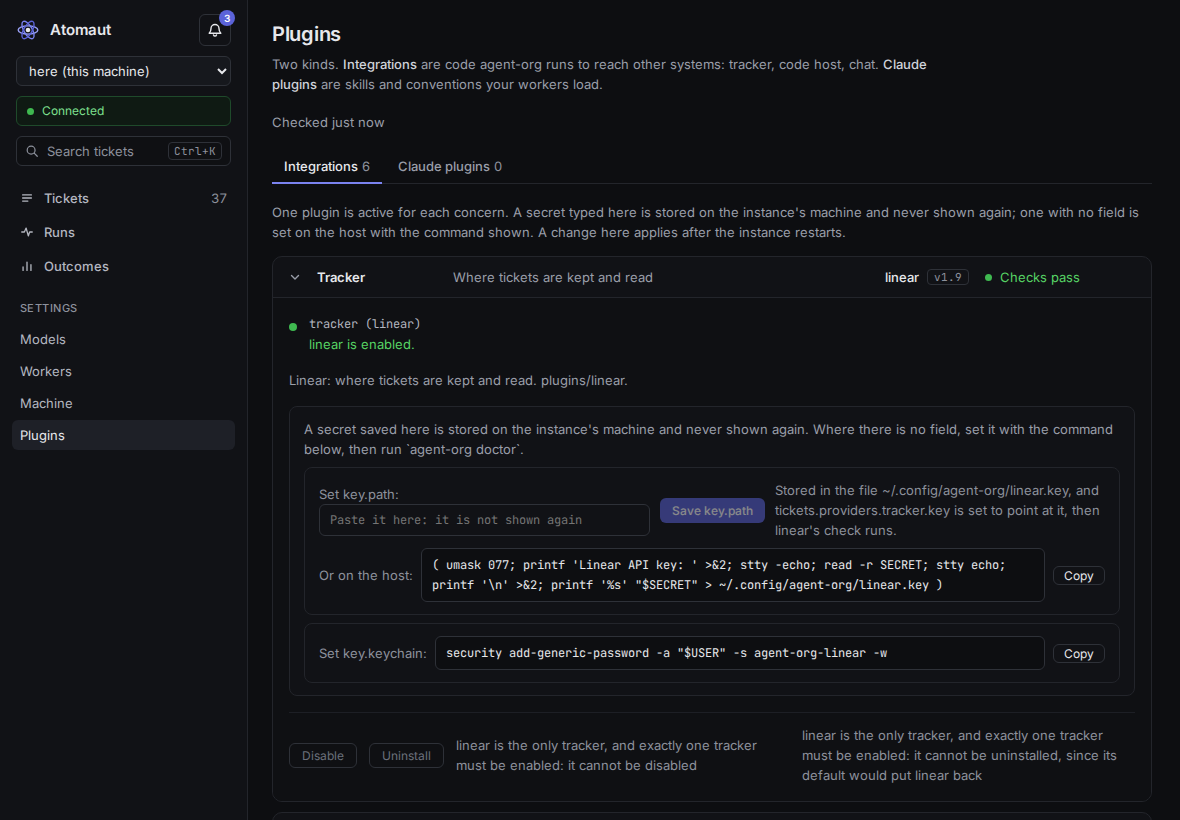 Atomaut
3
here (this machine)
Connected
Search tickets Ctrl+K
Tickets 37
Runs
Outcomes
SETTINGS
Models
Workers
Machine
Plugins
Plugins
Two kinds. Integrations are code agent-org runs to reach other systems: tracker, code host, chat. Claude
plugins are skills and conventions your workers load.
Checked just now
Integrations 6 Claude plugins 0
One plugin is active for each concern. A secret typed here is stored on the instance's machine and never shown again; one with no field is
set on the host with the command shown. A change here applies after the instance restarts.
Tracker Where tickets are kept and read linear v1.9 Checks pass
tracker (linear)
linear is enabled.
Linear: where tickets are kept and read. plugins/linear.
A secret saved here is stored on the instance's machine and never shown again. Where there is no field, set it with the command
below, then run `agent-org doctor`.
Set key.path:
Paste it here: it is not shown again
Save key.path
Stored in the file ~/.config/agent-org/linear.key, and
tickets.providers.tracker.key is set to point at it, then
linear's check runs.
Or on the host:
( umask 077; printf 'Linear API key: ' >&2; stty -echo; read -r SECRET; stty echo;
printf '\n' >&2; printf '%s' "$SECRET" > ~/.config/agent-org/linear.key )
Copy
Set key.keychain: security add-generic-password -a "$USER" -s agent-org-linear -w Copy
Disable Uninstall
linear is the only tracker, and exactly one tracker
must be enabled: it cannot be disabled
linear is the only tracker, and exactly one tracker
must be enabled: it cannot be uninstalled, since its
default would put linear back